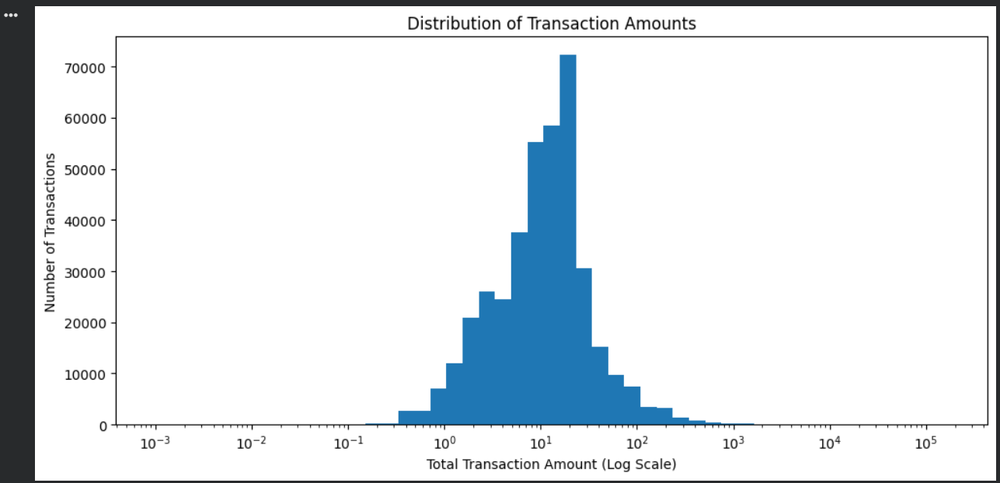 Distribution of Transaction Amounts
70000
60000
50000
40000
30000
20000
10000
0
Number of Transactions
10⁻³ 10⁻² 10⁻¹ 10⁰ 10¹ 10² 10³ 10⁴ 10⁵
Total Transaction Amount (Log Scale)